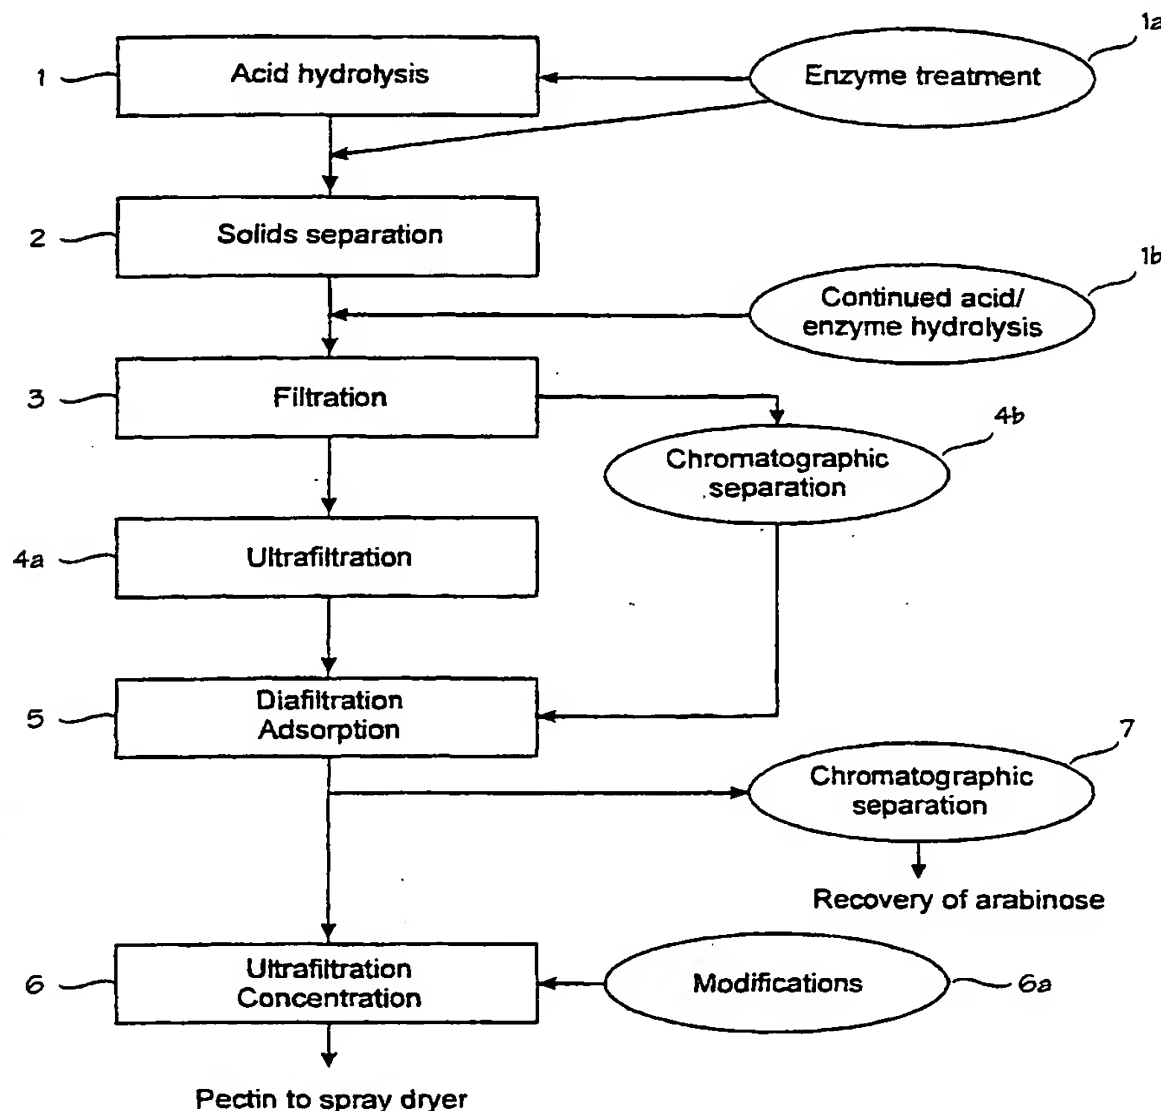 1a
1
Acid hydrolysis
Enzyme treatment
2
Solids separation
1b
Continued acid/
enzyme hydrolysis
3
Filtration
4b
Chromatographic
separation
4a
Ultrafiltration
5
Diafiltration
Adsorption
7
Chromatographic
separation
Recovery of arabinose
6
Ultrafiltration
Concentration
Modifications
6a
Pectin to spray dryer